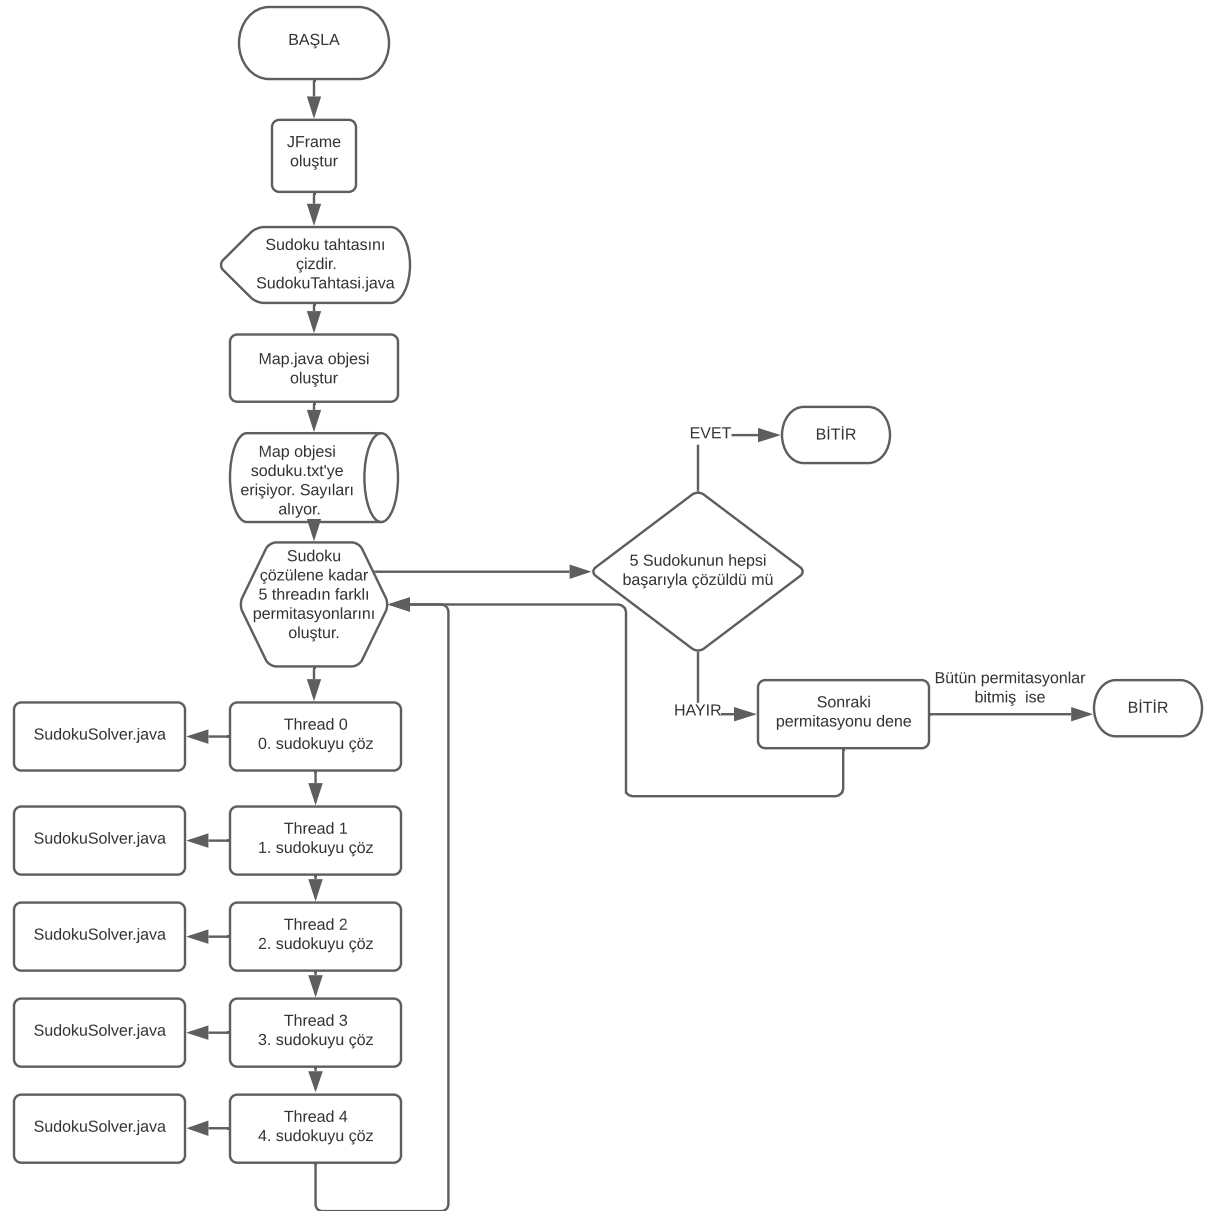 BAŞLA
JFrame
oluştur
Sudoku tahtasını
çizdir.
SudokuTahtasi.java
Map.java objesi
oluştur
Map objesi
soduku.txt'ye
erişiyor. Sayıları
alıyor.
Sudoku
çözülene kadar
5 threadın farklı
permitasyonlarını
oluştur.
EVET
BİTİR
5 Sudokunun hepsi
başarıyla çözüldü mü
HAYIR
Sonraki
permitasyonu dene
Bütün permitasyonlar
bitmiş ise
BİTİR
Thread 0
0. sudokuyu çöz
SudokuSolver.java
Thread 1
1. sudokuyu çöz
SudokuSolver.java
Thread 2
2. sudokuyu çöz
SudokuSolver.java
Thread 3
3. sudokuyu çöz
SudokuSolver.java
Thread 4
4. sudokuyu çöz
SudokuSolver.java